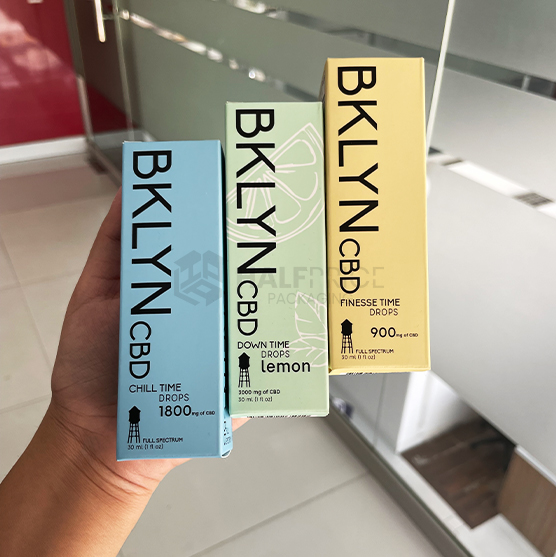 BKLYN CBD
CHILL TIME
DROPS
1800mg of CBD
FULL SPECTRUM
30 ml (1 fl oz)
BKLYN CBD
DOWN TIME
DROPS
lemon
3000 mg of CBD
30 ml (1 fl oz)
BKLYN CBD
FINESSE TIME
DROPS
900mg of CBD
FULL SPECTRUM
30 ml (1 fl oz)
HALFPRICE
PACKAGING